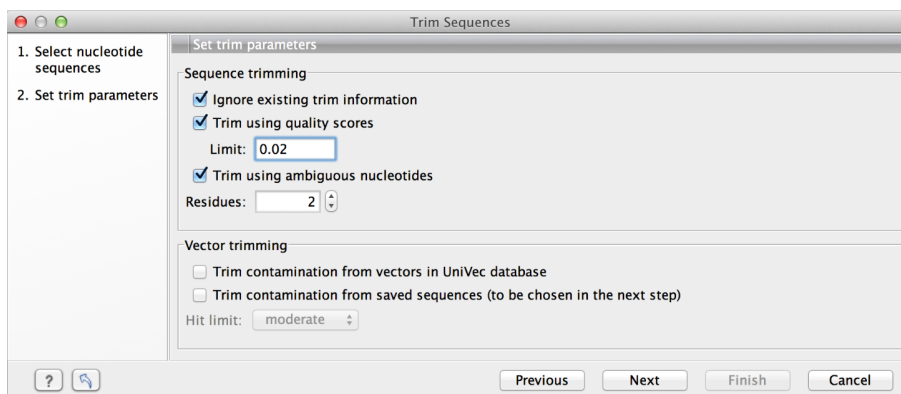 Trim Sequences
1. Select nucleotide
sequences
2. Set trim parameters
Set trim parameters
Sequence trimming
Ignore existing trim information
Trim using quality scores
Limit: 0.02
Trim using ambiguous nucleotides
Residues: 2
Vector trimming
Trim contamination from vectors in UniVec database
Trim contamination from saved sequences (to be chosen in the next step)
Hit limit: moderate
? Previous Next Finish Cancel